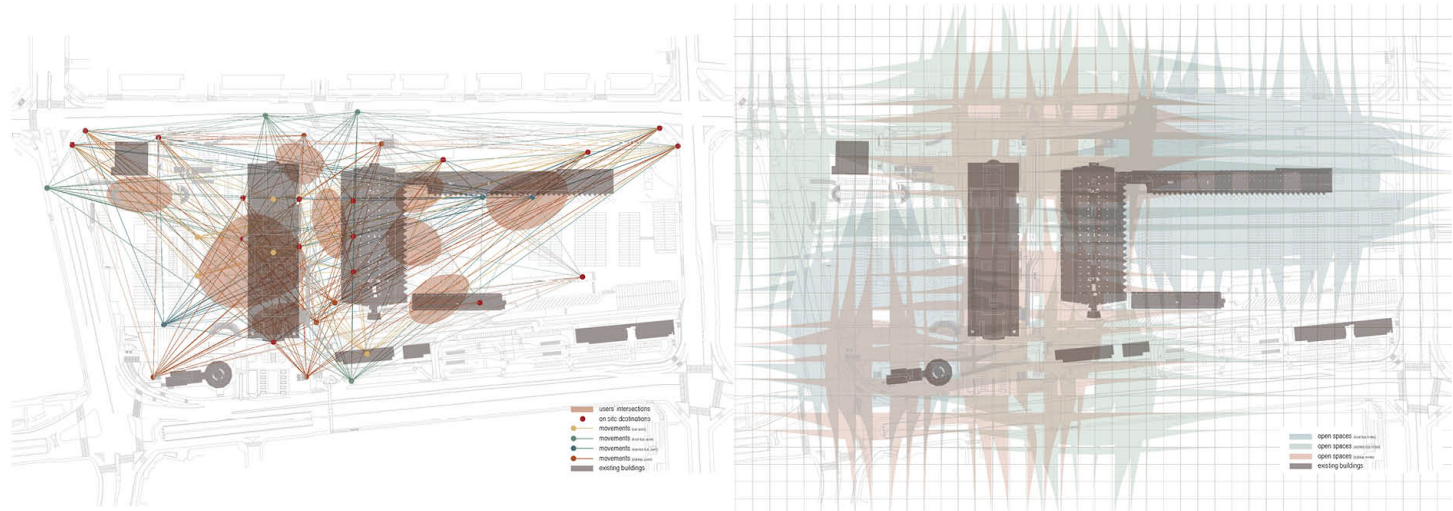 users' intersections
on site destinations
movements
movements
movements
movements
existing buildings
open spaces
open spaces
open spaces
existing buildings